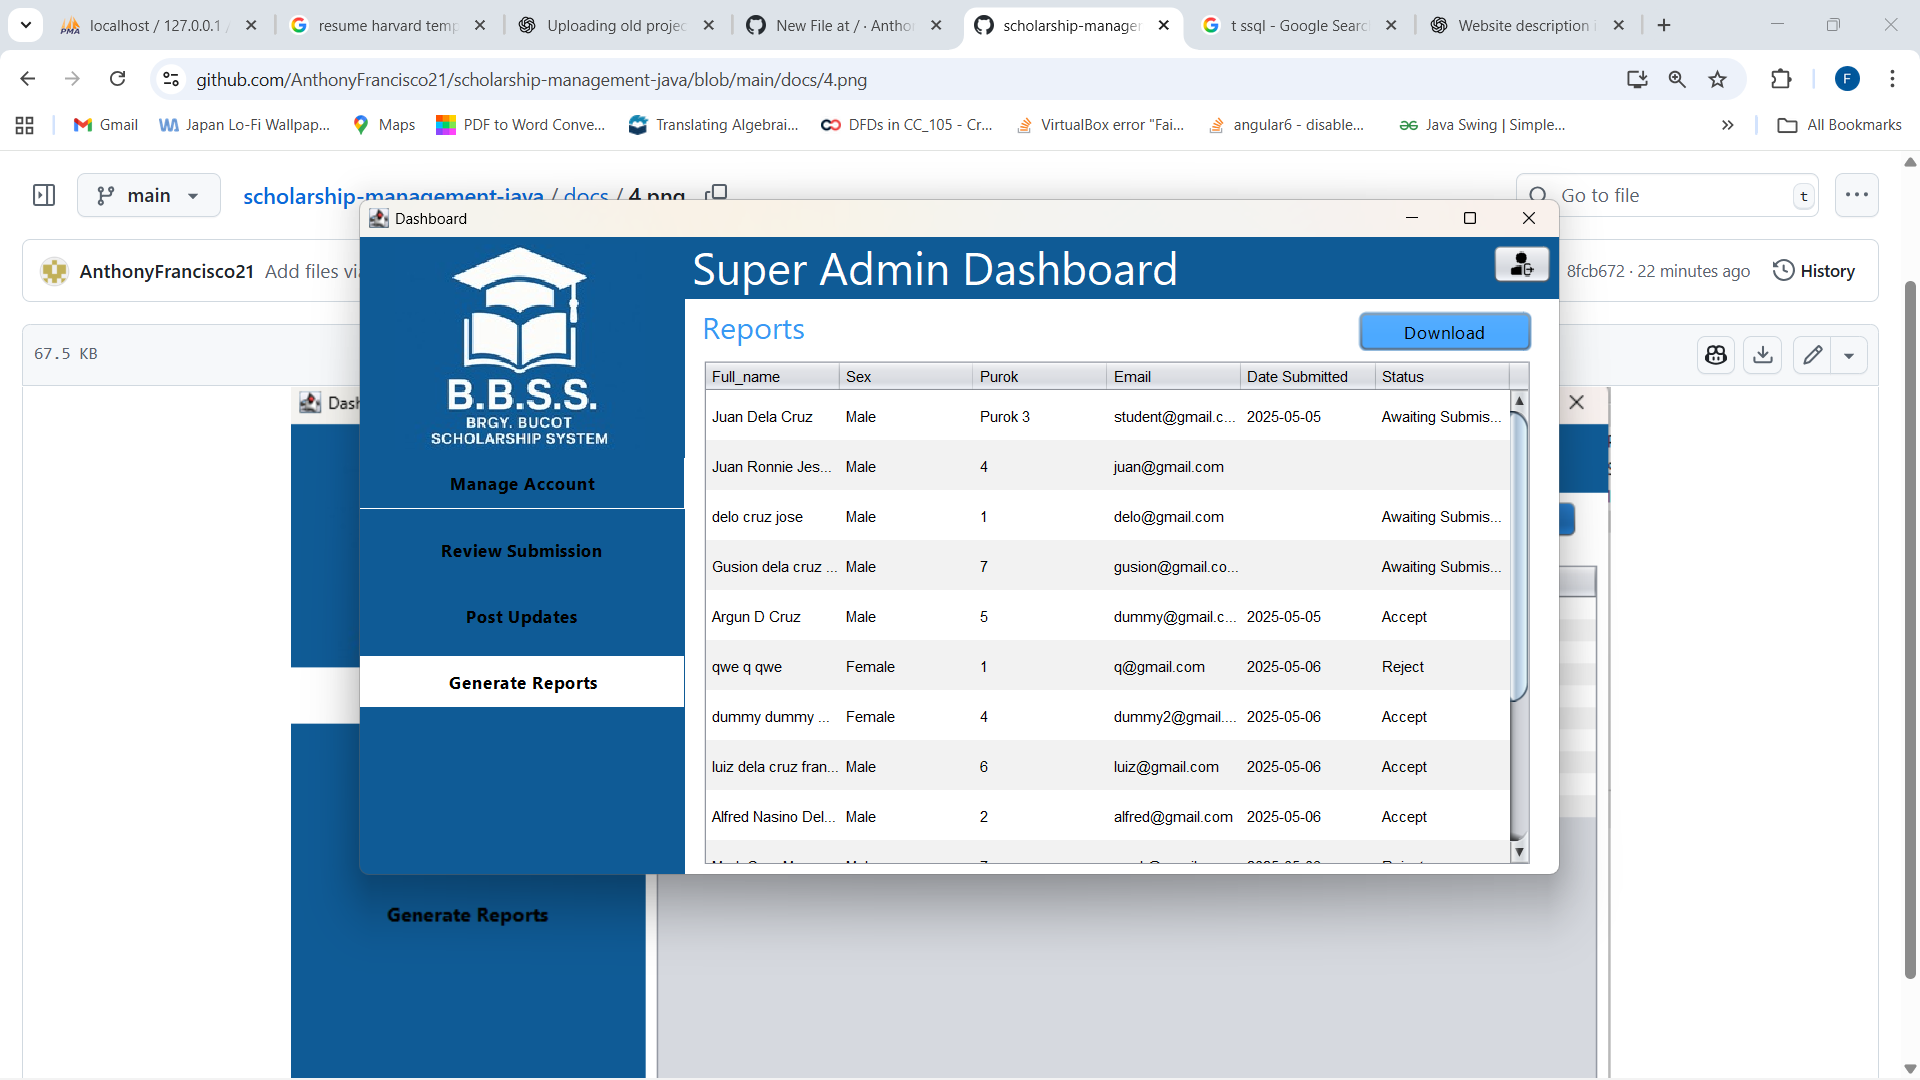 localhost / 127.0.0.1 /
resume harvard temp
Uploading old projec
New File at / · Antho
scholarship-manager
t ssql - Google Searc
Website description i
github.com/AnthonyFrancisco21/scholarship-management-java/blob/main/docs/4.png
F
Gmail
Japan Lo-Fi Wallpap...
Maps
PDF to Word Conve...
Translating Algebrai...
DFDs in CC_105 - Cr...
VirtualBox error "Fai...
angular6 - disable...
Java Swing | Simple...
All Bookmarks
main
scholarship-management-java / docs / 4.png
Go to file
t
AnthonyFrancisco21 Add files via
8fcb672 · 22 minutes ago
History
67.5 KB
Dashboard
Super Admin Dashboard
B.B.S.S.
BRGY. BUCOT
SCHOLARSHIP SYSTEM
Manage Account
Review Submission
Post Updates
Generate Reports
Reports
Download
Full_name Sex Purok Email Date Submitted Status
Juan Dela Cruz Male Purok 3 student@gmail.c... 2025-05-05 Awaiting Submis...
Juan Ronnie Jes... Male 4 juan@gmail.com
delo cruz jose Male 1 delo@gmail.com Awaiting Submis...
Gusion dela cruz ... Male 7 gusion@gmail.co... Awaiting Submis...
Argun D Cruz Male 5 dummy@gmail.c... 2025-05-05 Accept
qwe q qwe Female 1 q@gmail.com 2025-05-06 Reject
dummy dummy ... Female 4 dummy2@gmail.... 2025-05-06 Accept
luiz dela cruz fran... Male 6 luiz@gmail.com 2025-05-06 Accept
Alfred Nasino Del... Male 2 alfred@gmail.com 2025-05-06 Accept
Dash
Generate Reports